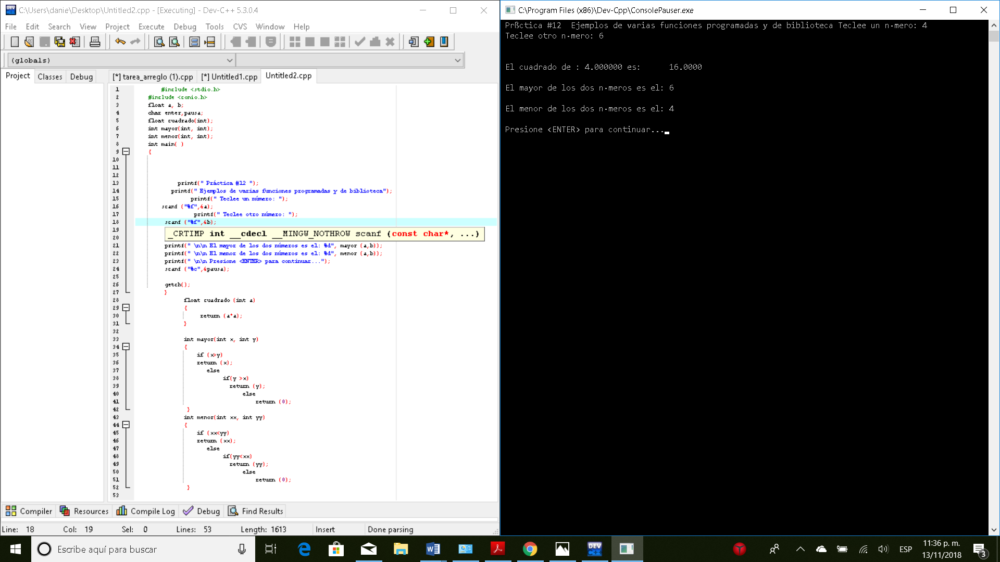 C:\Users\danie\Desktop\Untitled2.cpp - [Executing] - Dev-C++ 5.3.0.4
File Edit Search View Project Execute Debug Tools CVS Window Help
(globals)
Project Classes Debug
[*] tarea_arreglo (1).cpp [*] Untitled1.cpp Untitled2.cpp
1 #include <stdio.h>
2 #include <conio.h>
3 float a, b;
4 char enter,pausa;
5 float cuadrado(int);
6 int mayor(int, int);
7 int menor(int, int);
8 int main( )
9 {
10
11
12
13 printf(" Práctica #12 ");
14 printf(" Ejemplos de varias funciones programadas y de biblioteca");
15 printf(" Teclee un número: ");
16 scanf ("%f",&a);
17 printf(" Teclee otro número: ");
18 scanf ("%f",&b);
19
_CRTIMP int __cdecl __MINGW_NOTHROW scanf (const char*, ...)
20
21 printf(" \n\n El mayor de los dos números es el: %d", mayor (a,b));
22 printf(" \n\n El menor de los dos números es el: %d", menor (a,b));
23 printf(" \n\n Presione <ENTER> para continuar...");
24 scanf ("%c",&pausa);
25
26 getch();
27 }
28 float cuadrado (int a)
29 {
30 return (a*a);
31 }
32
33 int mayor(int x, int y)
34 {
35 if (x>y)
36 return (x);
37 else
38 if(y >x)
39 return (y);
40 else
41 return (0);
42 }
43 int menor(int xx, int yy)
44 {
45 if (xx<yy)
46 return (xx);
47 else
48 if(yy<xx)
49 return (yy);
50 else
51 return (0);
52 }
53
Compiler Resources Compile Log Debug Find Results
Line: 18 Col: 19 Sel: 0 Lines: 53 Length: 1613 Insert Done parsing
C:\Program Files (x86)\Dev-Cpp\ConsolePauser.exe
Prßctica #12  Ejemplos de varias funciones programadas y de biblioteca Teclee un n·mero: 4
Teclee otro n·mero: 6
El cuadrado de : 4.000000 es: 16.0000
El mayor de los dos n·meros es el: 6
El menor de los dos n·meros es el: 4
Presione <ENTER> para continuar...
Escribe aquí para buscar
DEV
ESP
11:36 p. m.
13/11/2018
3